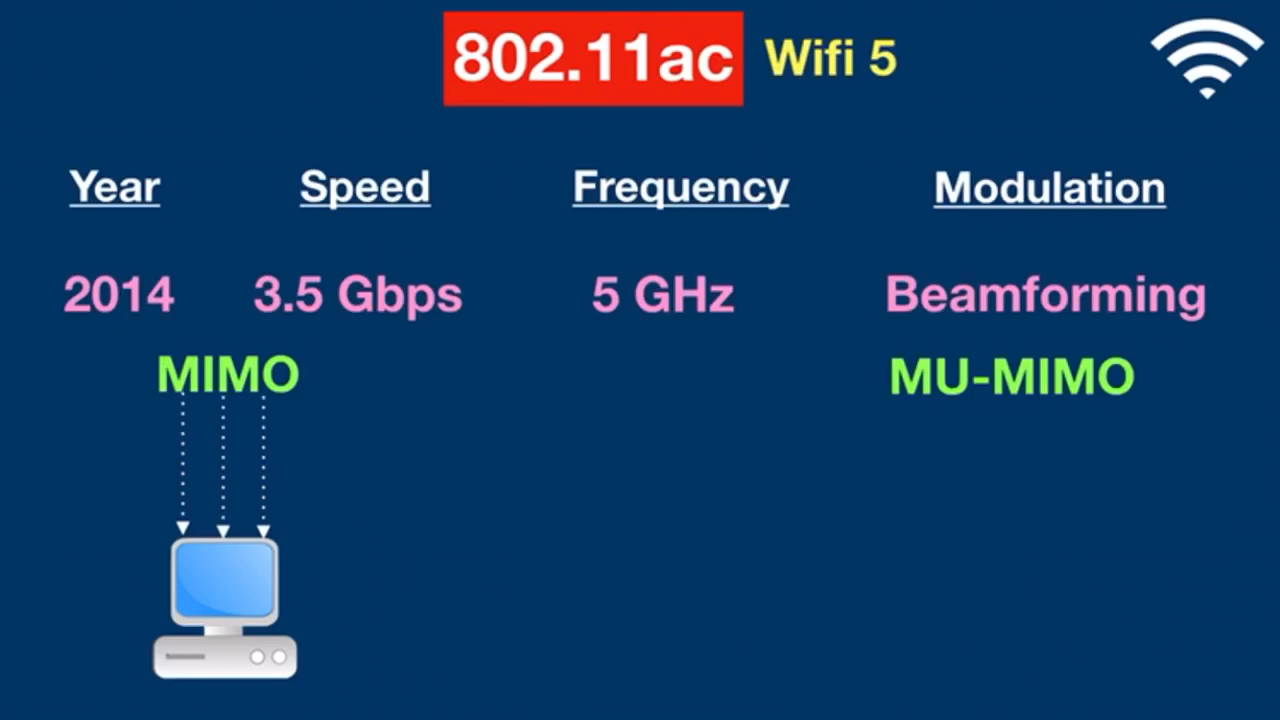 802.11ac Wifi 5
Year Speed Frequency Modulation
2014 3.5 Gbps 5 GHz Beamforming
MIMO MU-MIMO